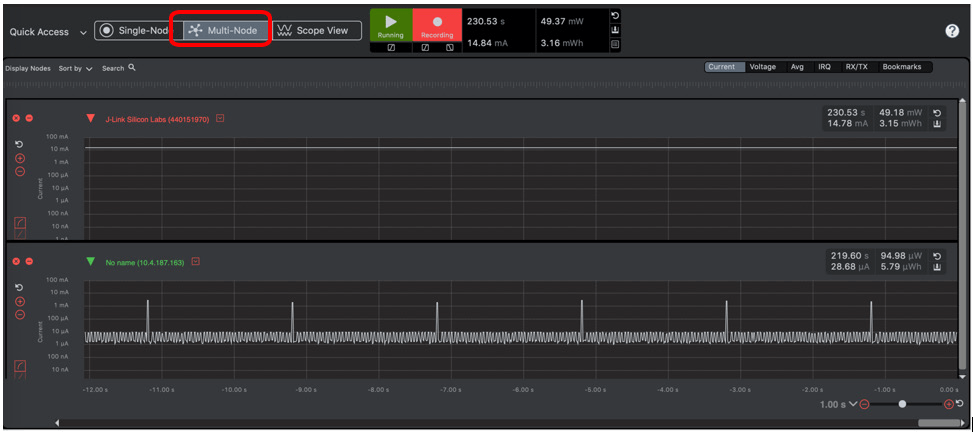 Quick Access Single-Node Multi-Node Scope View Running Recording 230.53 s 49.37 mW
14.84 mA 3.16 mWh
Display Nodes Sort by Search Current Voltage Avg IRQ RX/TX Bookmarks
J-Link Silicon Labs (440151970) 230.53 s 49.18 mW
14.78 mA 3.15 mWh
Current
100 mA
10 mA
1 mA
100 µA
10 µA
1 µA
100 nA
10 nA
1 nA
No name (10.4.187.163) 219.60 s 94.98 µW
28.68 µA 5.79 µWh
Current
100 mA
10 mA
1 mA
100 µA
10 µA
1 µA
100 nA
10 nA
-12.00 s -11.00 s -10.00 s -9.00 s -8.00 s -7.00 s -6.00 s -5.00 s -4.00 s -3.00 s -2.00 s -1.00 s 0.00 s
1.00 s